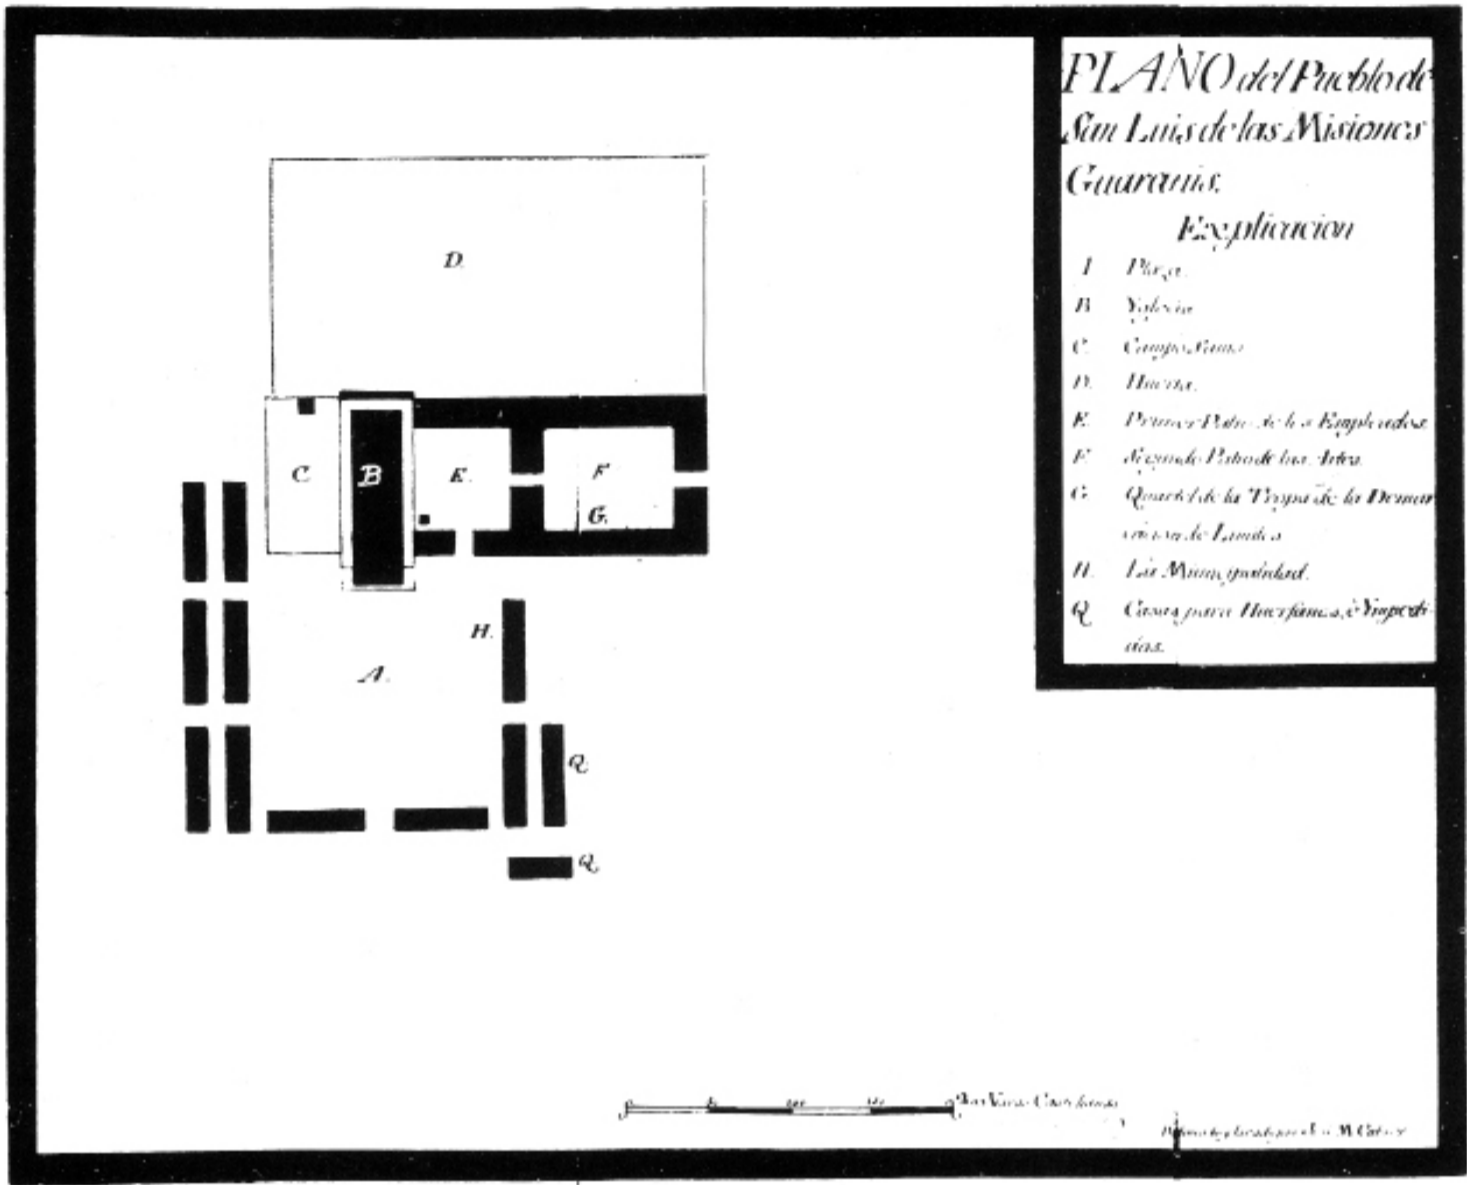 PLANO del Pueblo de
San Luis de las Misiones
Guaranis.
Explicacion
Plaza.
B Yglesia
C. Campo Santo
D. Huerta.
E. Primer Patio de los Empleados
F Segundo Patio de las Artes
G. Quartel de la Tropa de la Demar
cacion de Limites
H. La Municipalidad.
Q Casas para Huerfanos, è Ympedi-
dos.
D.
C
B
E.
F
G.
H.
A.
Q
Q